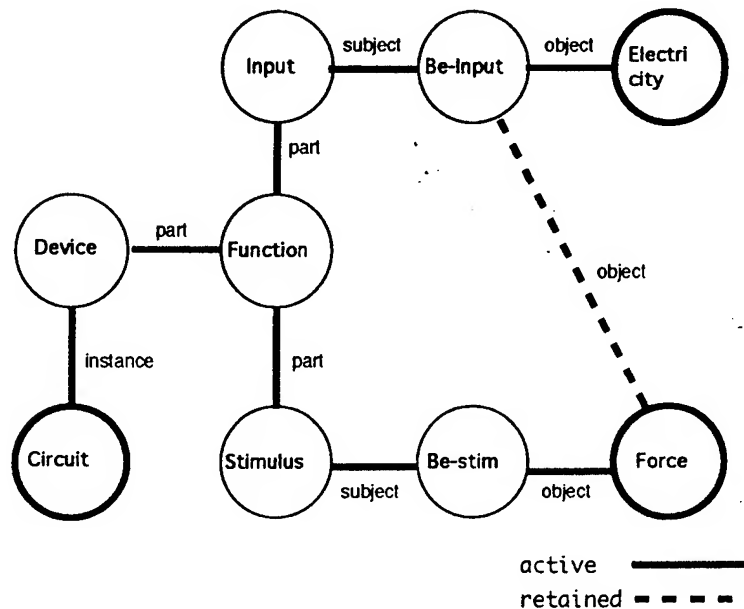 Input
subject
Be-Input
object
Electri
city
part
Device
part
Function
object
instance
part
Circuit
Stimulus
subject
Be-stim
object
Force
active
retained